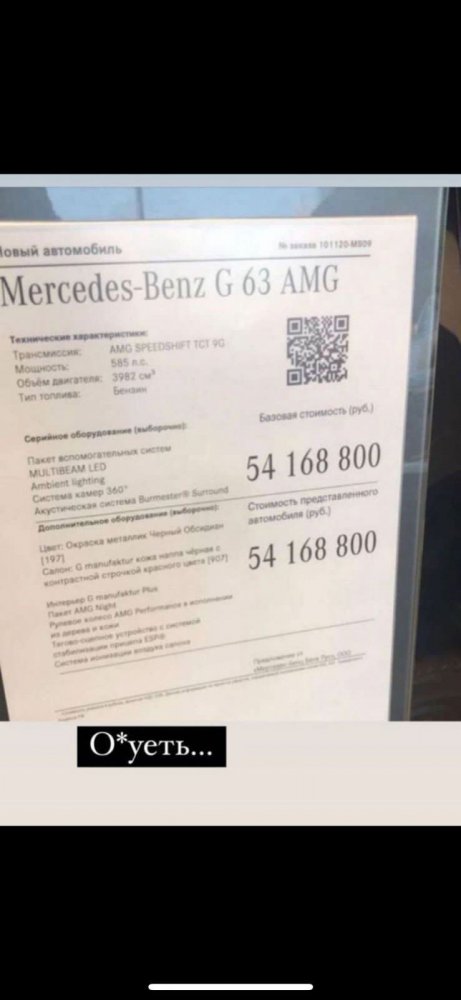 Новый автомобиль
№ заказа 101120-MB09
Mercedes-Benz G 63 AMG
Технические характеристики:
Трансмиссия: AMG SPEEDSHIFT TCT 9G
Мощность: 585 л.с.
Объём двигателя: 3982 см³
Тип топлива: Бензин
Базовая стоимость (руб.)
54 168 800
Серийное оборудование (выборочно):
Пакет вспомогательных систем
MULTIBEAM LED
Ambient lighting
Система камер 360°
Акустическая система Burmester® Surround
Стоимость представленного
автомобиля (руб.)
54 168 800
Дополнительное оборудование (выборочно):
Цвет: Окраска металлик Черный Обсидиан
[197]
Салон: G manufaktur кожа наппа чёрная с
контрастной строчкой красного цвета [907]
Интерьер G manufaktur Plus
Пакет AMG Night
Рулевое колесо AMG Performance в исполнении
из дерева и кожи
Тягово-сцепное устройство с системой
стабилизации прицепа ESP®
Система ионизации воздуха салона
Предложение от
О*уеть...